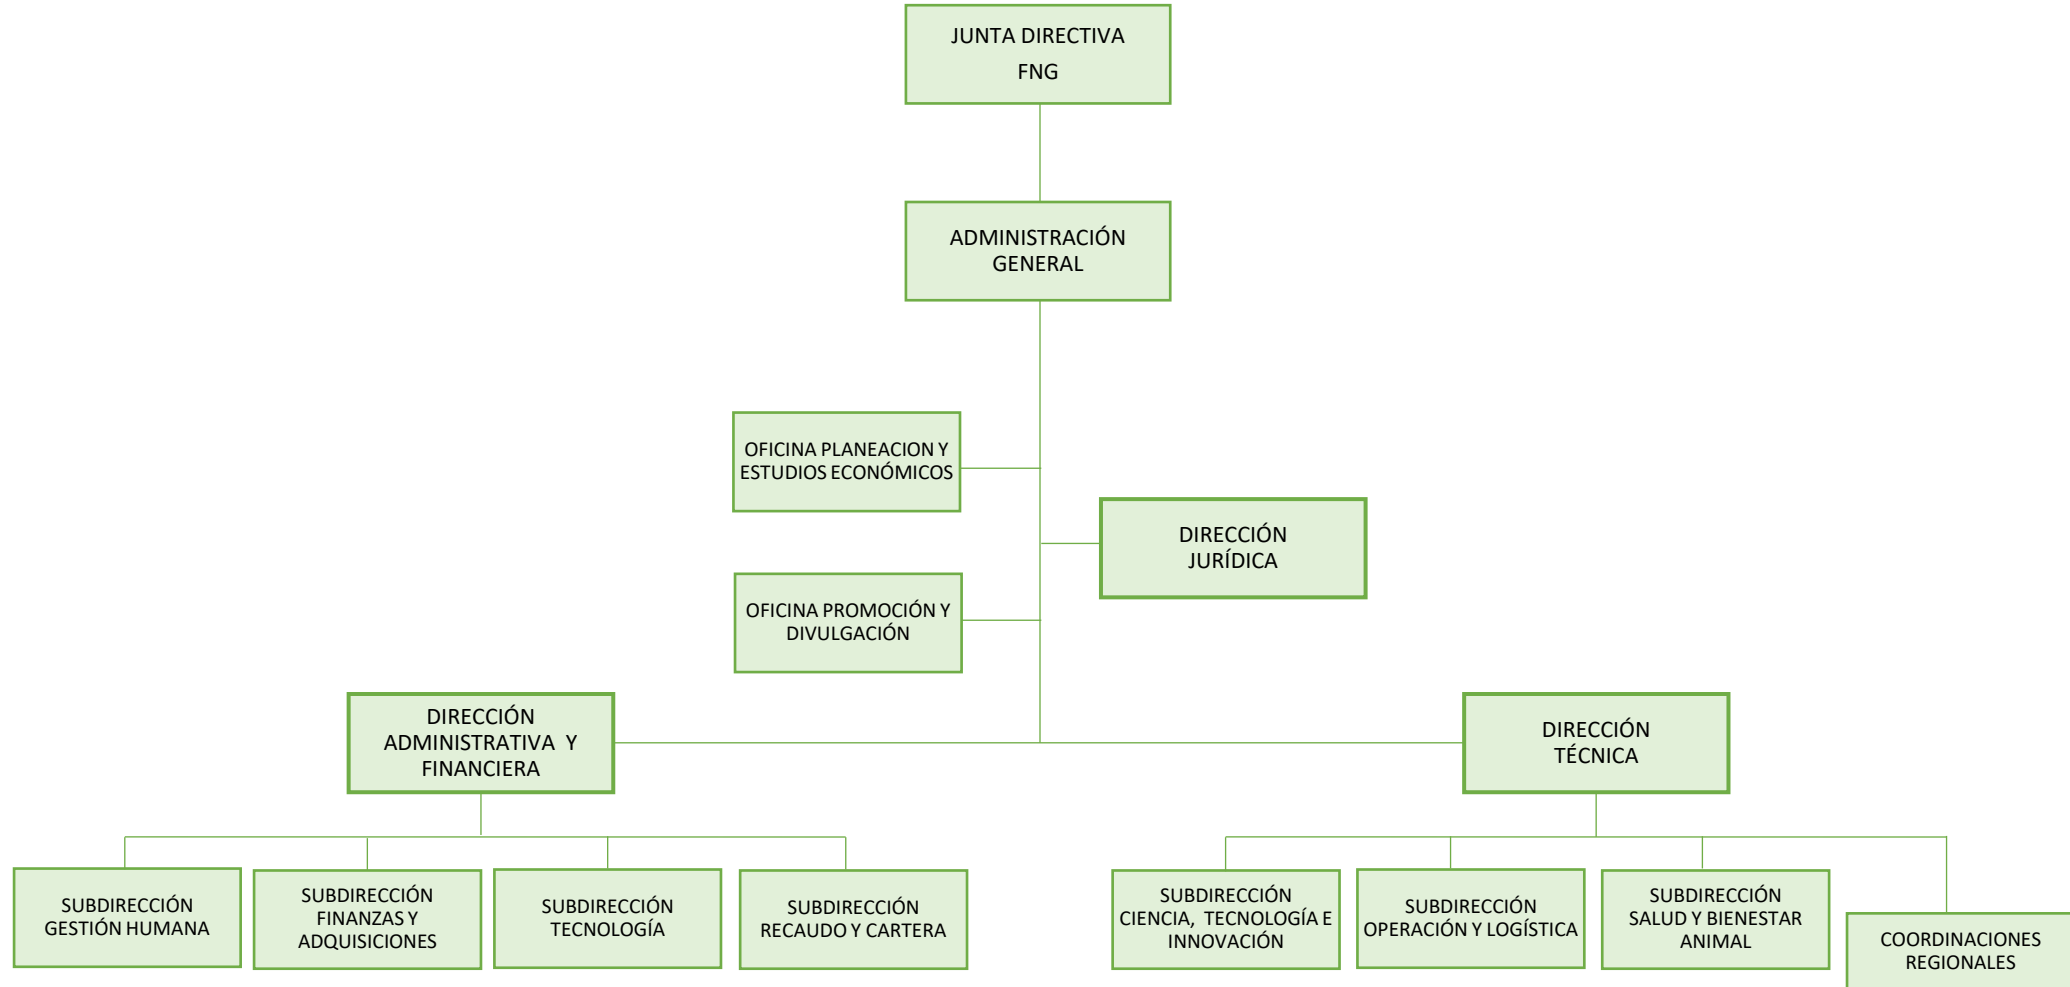 JUNTA DIRECTIVA
FNG
ADMINISTRACIÓN
GENERAL
OFICINA PLANEACION Y
ESTUDIOS ECONÓMICOS
DIRECCIÓN
JURÍDICA
OFICINA PROMOCIÓN Y
DIVULGACIÓN
DIRECCIÓN
ADMINISTRATIVA Y
FINANCIERA
DIRECCIÓN
TÉCNICA
SUBDIRECCIÓN
GESTIÓN HUMANA
SUBDIRECCIÓN
FINANZAS Y
ADQUISICIONES
SUBDIRECCIÓN
TECNOLOGÍA
SUBDIRECCIÓN
RECAUDO Y CARTERA
SUBDIRECCIÓN
CIENCIA, TECNOLOGÍA E
INNOVACIÓN
SUBDIRECCIÓN
OPERACIÓN Y LOGÍSTICA
SUBDIRECCIÓN
SALUD Y BIENESTAR
ANIMAL
COORDINACIONES
REGIONALES